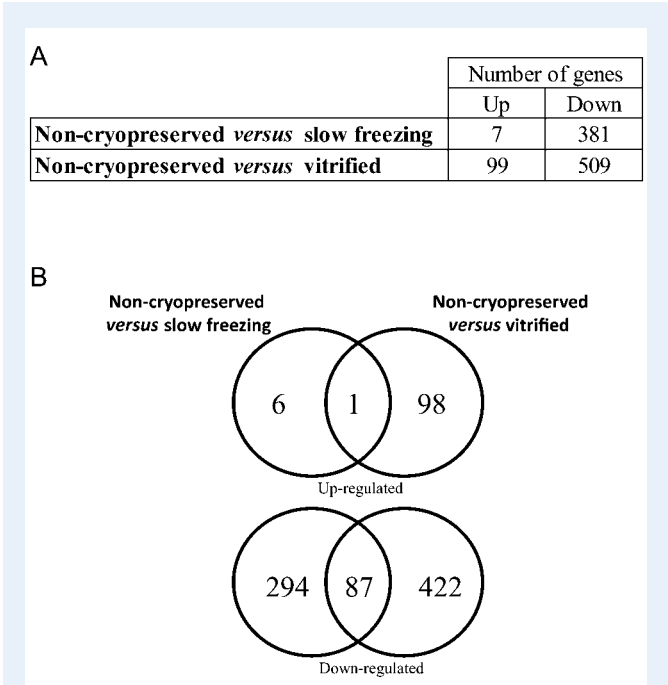 A
Number of genes
Up Down
Non-cryopreserved versus slow freezing 7 381
Non-cryopreserved versus vitrified 99 509
B
Non-cryopreserved Non-cryopreserved
versus slow freezing versus vitrified
6 1 98
Up-regulated
294 87 422
Down-regulated